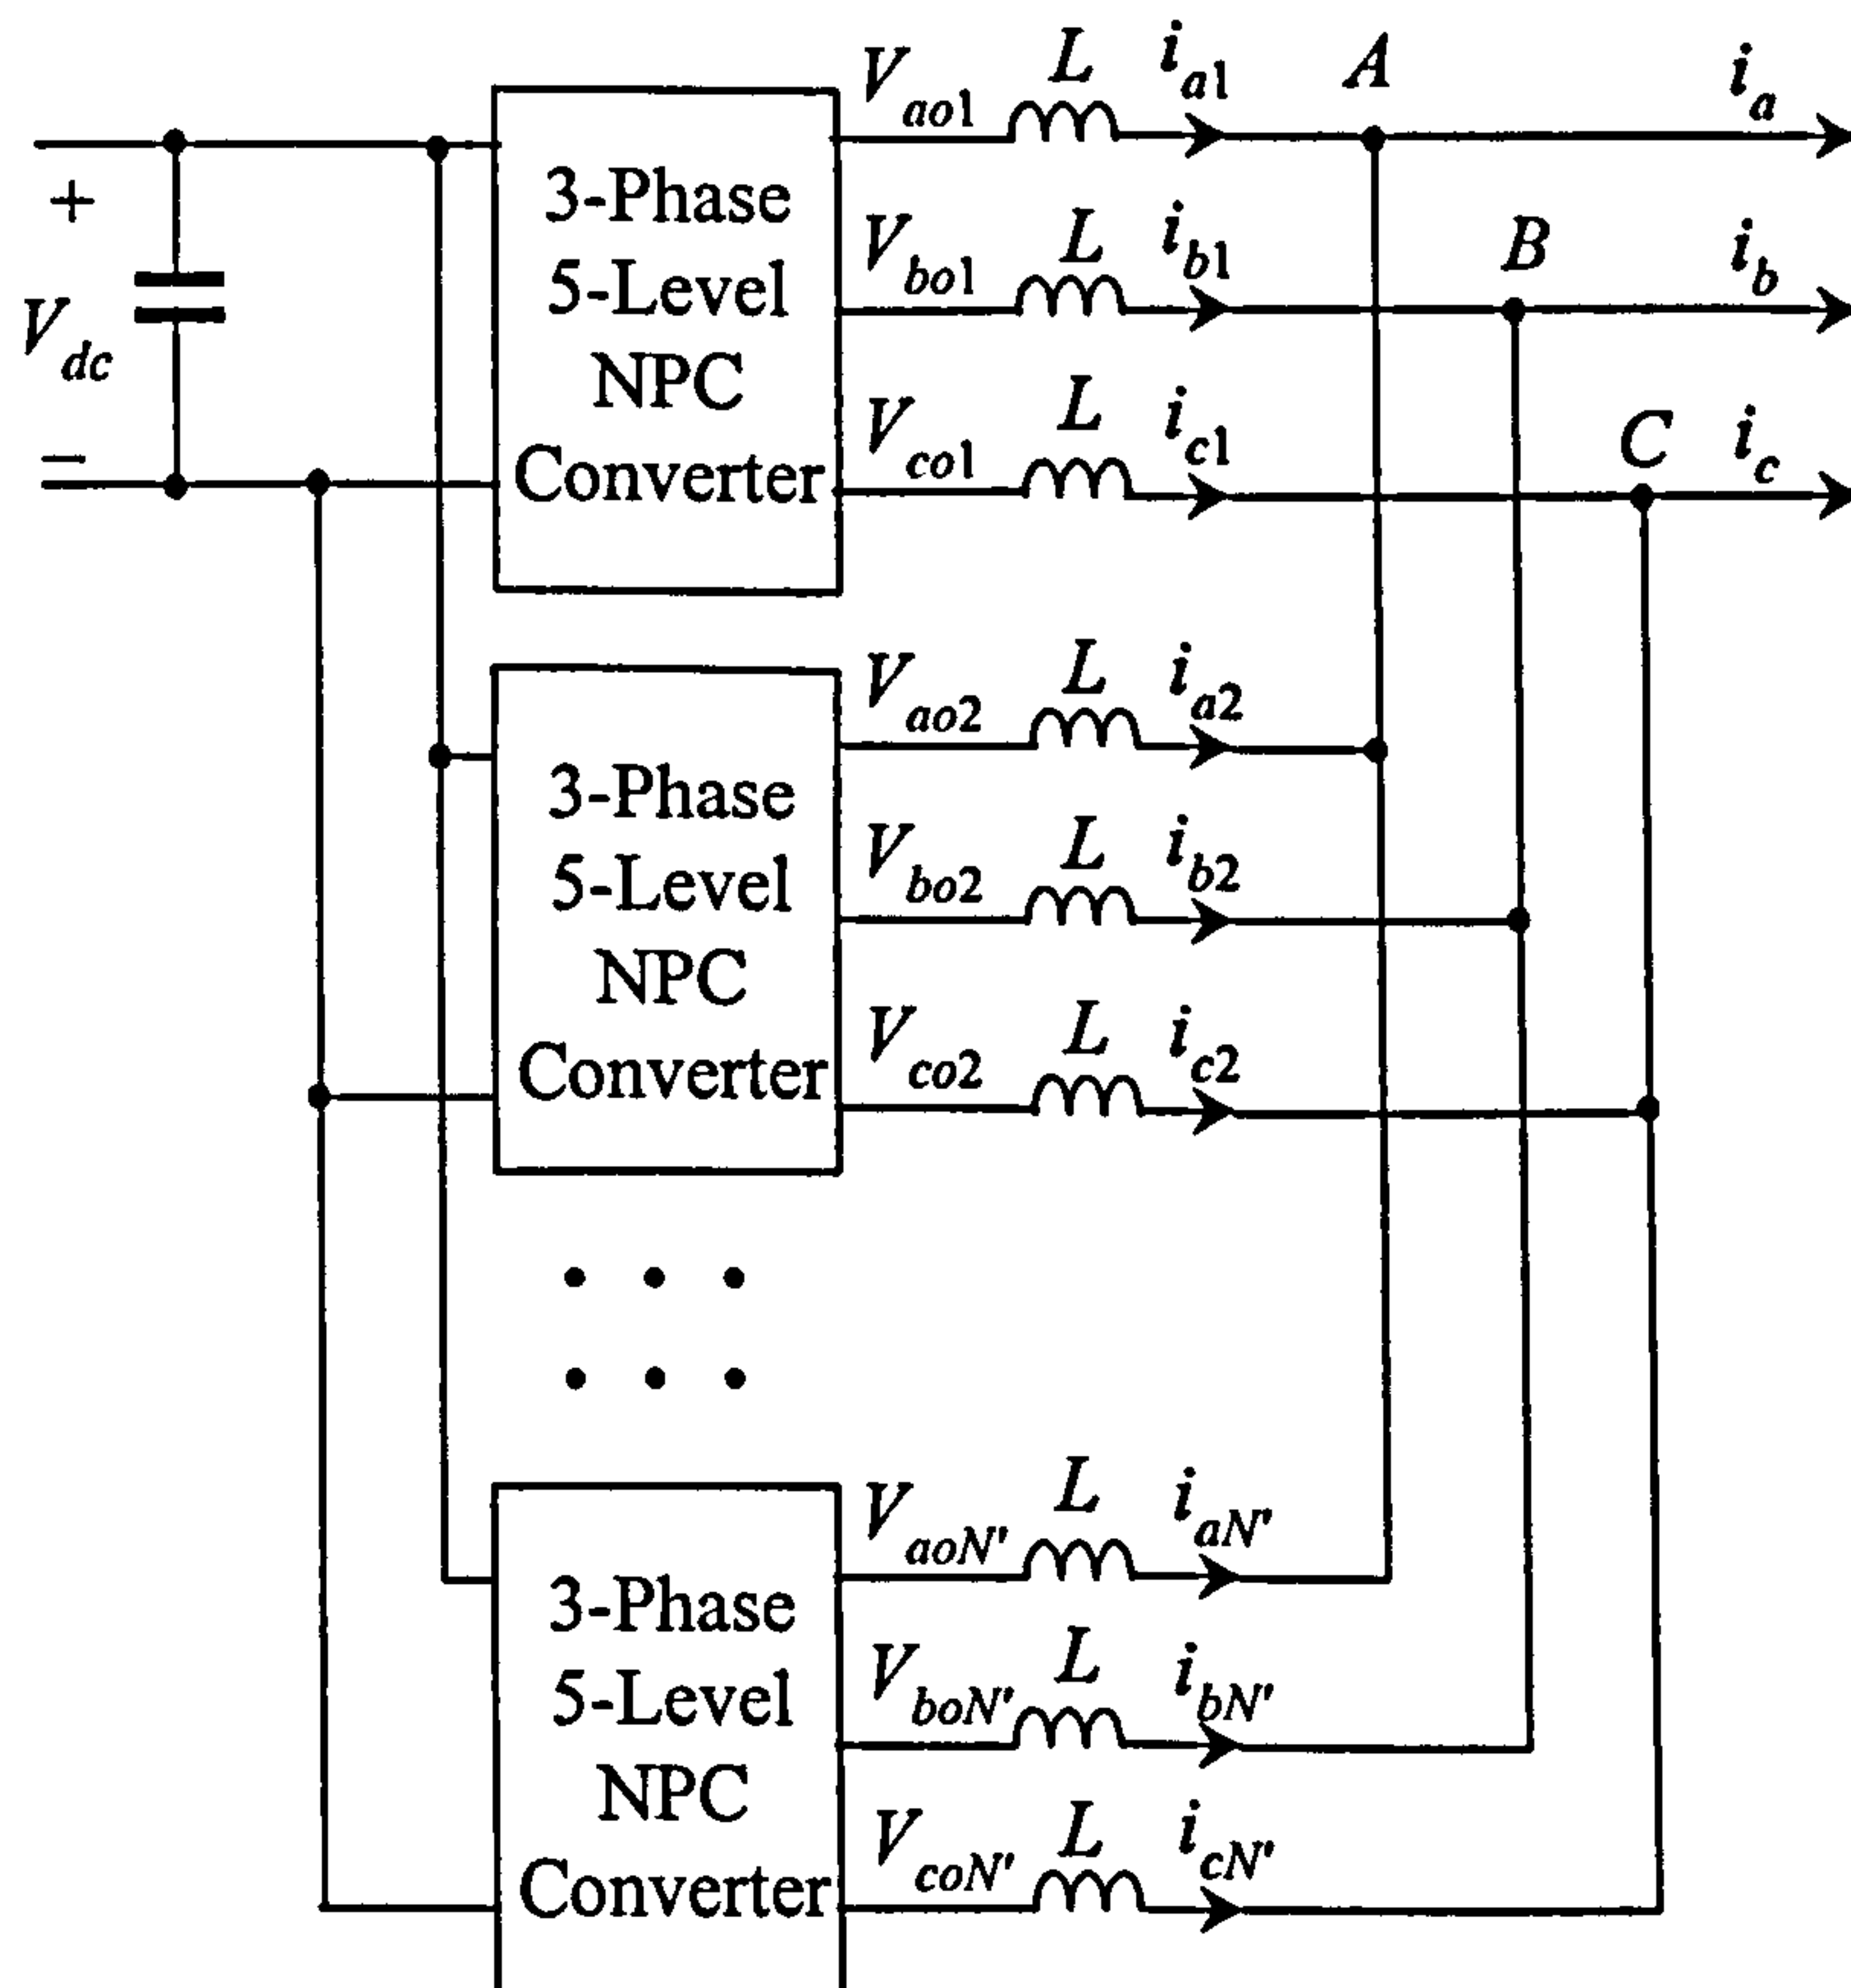 V_ao1 L i_a1 A i_a
+
3-Phase
5-Level
NPC
Converter
V_bo1 L i_b1 B i_b
V_dc
V_co1 L i_c1 C i_c
−
V_ao2 L i_a2
3-Phase
5-Level
NPC
Converter
V_bo2 L i_b2
V_co2 L i_c2
V_aoN' L i_aN'
3-Phase
5-Level
NPC
Converter
V_boN' L i_bN'
V_coN' L i_cN'